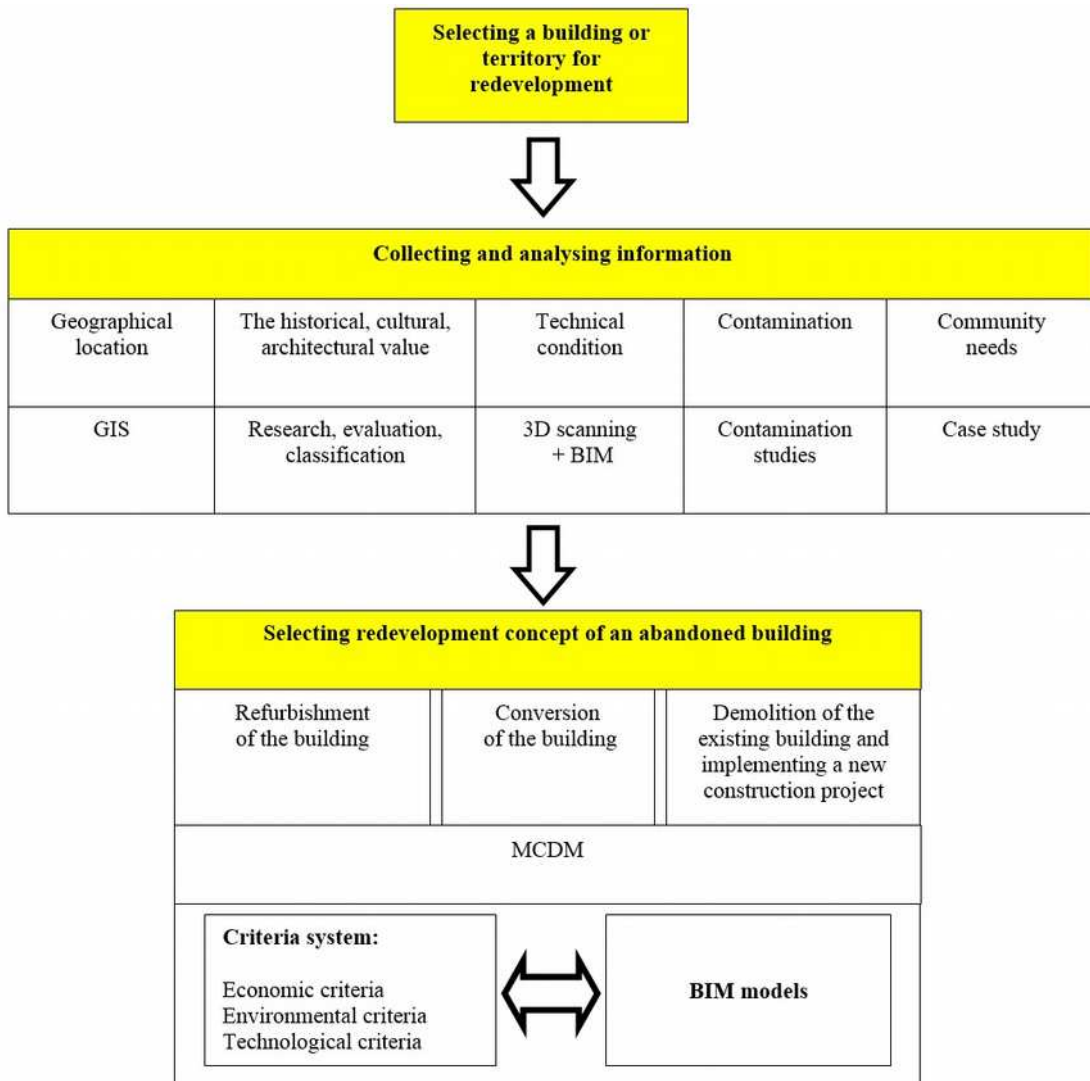 Selecting a building or
territory for
redevelopment
Collecting and analysing information
Geographical
location
The historical, cultural,
architectural value
Technical
condition
Contamination
Community
needs
GIS
Research, evaluation,
classification
3D scanning
+ BIM
Contamination
studies
Case study
Selecting redevelopment concept of an abandoned building
Refurbishment
of the building
Conversion
of the building
Demolition of the
existing building and
implementing a new
construction project
MCDM
Criteria system:
Economic criteria
Environmental criteria
Technological criteria
BIM models